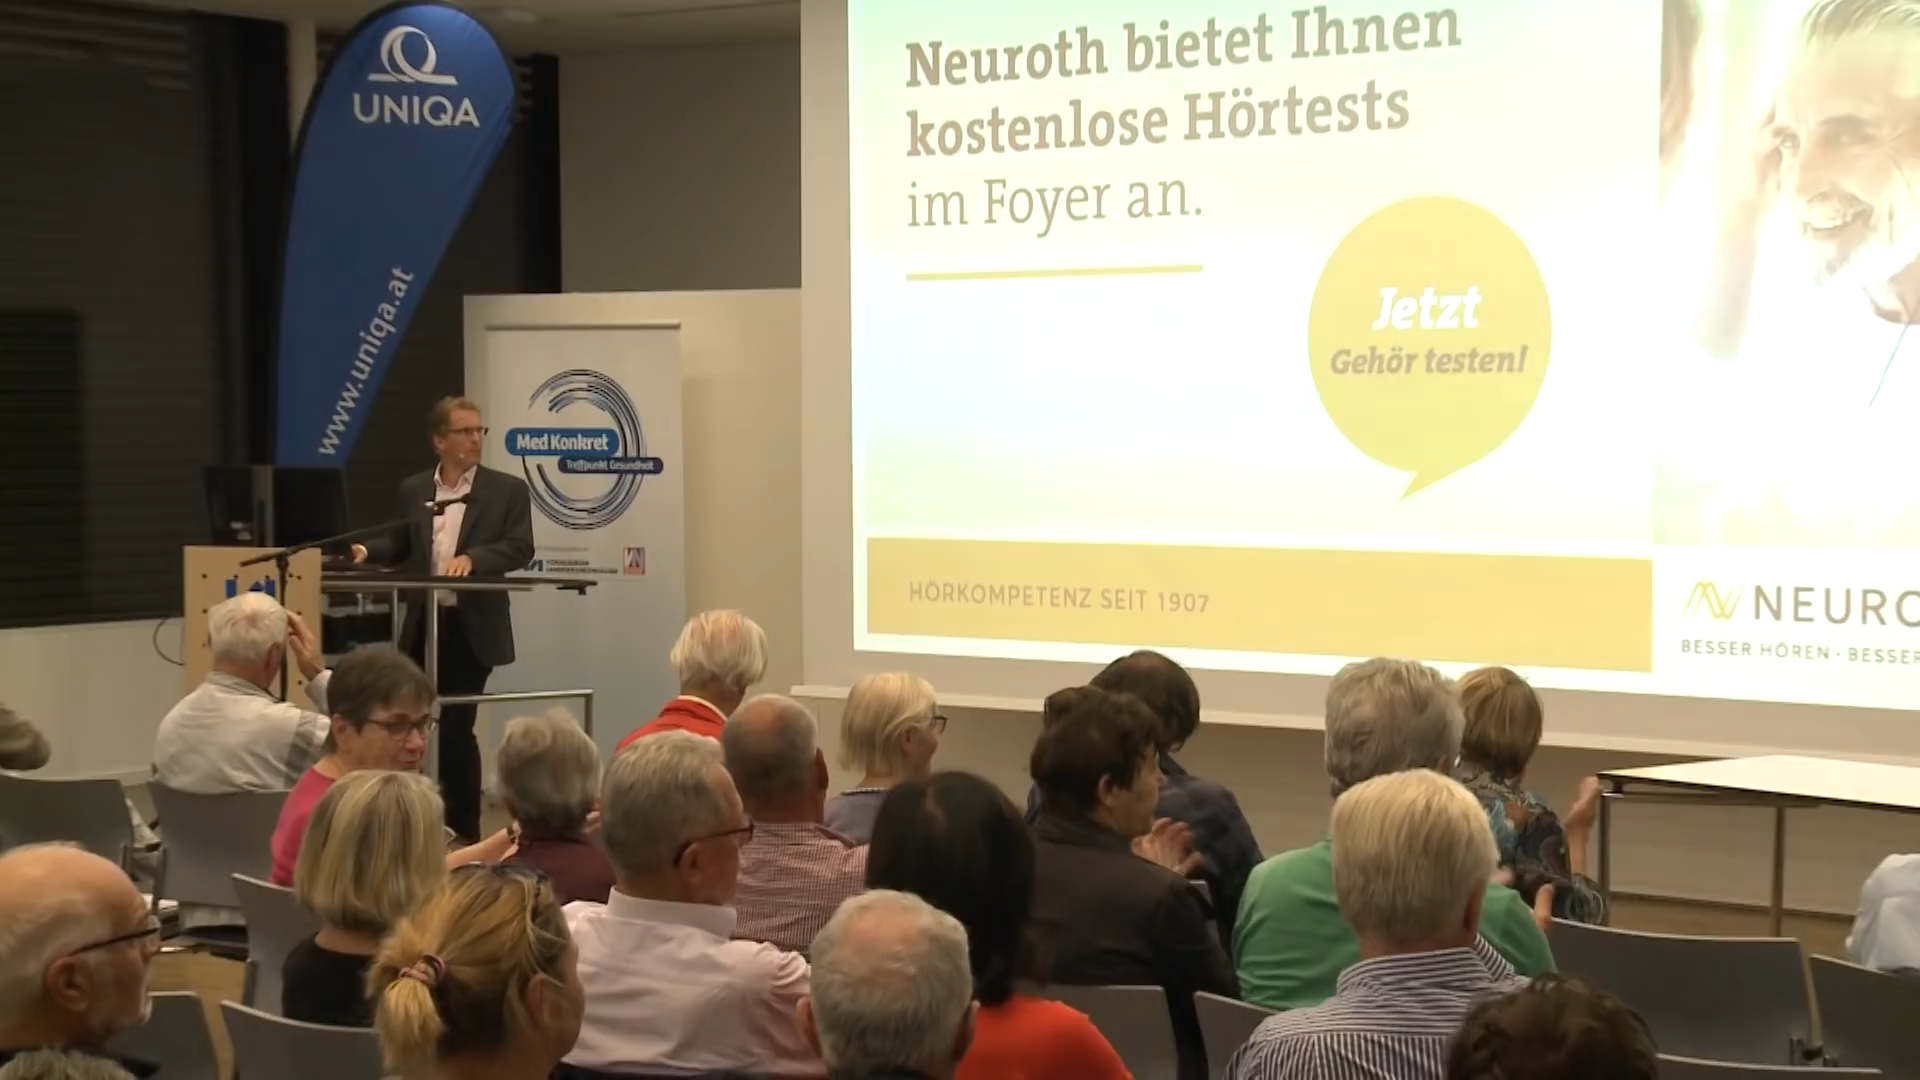 UNIQA
www.uniqa.at
Med Konkret
Treffpunkt Gesundheit
Neuroth bietet Ihnen
kostenlose Hörtests
im Foyer an.
Jetzt
Gehör testen!
HÖRKOMPETENZ SEIT 1907
NEURO
BESSER HÖREN · BESSER